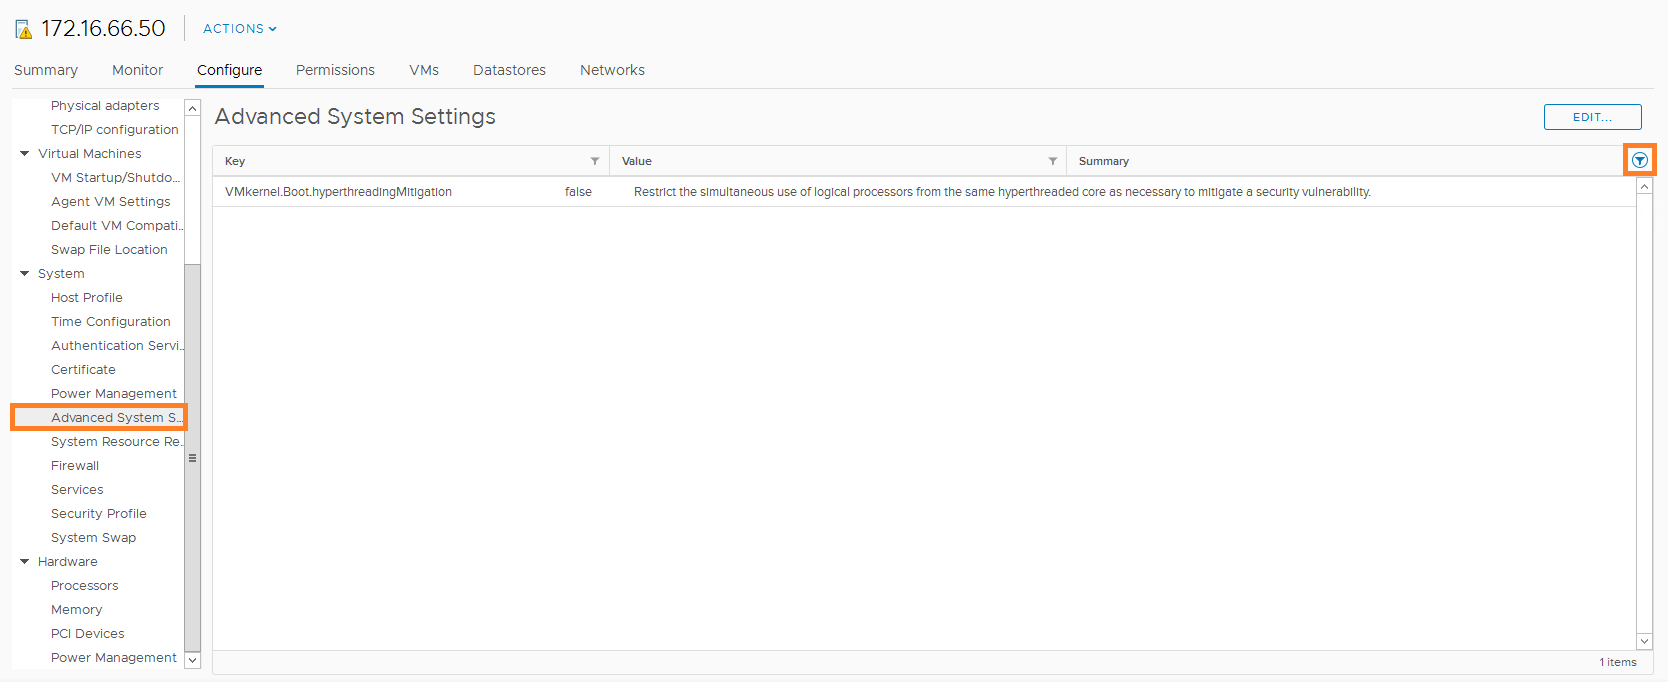 172.16.66.50 ACTIONS
Summary Monitor Configure Permissions VMs Datastores Networks
Physical adapters
TCP/IP configuration
Virtual Machines
VM Startup/Shutdo...
Agent VM Settings
Default VM Compati...
Swap File Location
System
Host Profile
Time Configuration
Authentication Servi...
Certificate
Power Management
Advanced System S...
System Resource Re...
Firewall
Services
Security Profile
System Swap
Hardware
Processors
Memory
PCI Devices
Power Management
Advanced System Settings
EDIT...
Key Value Summary
VMkernel.Boot.hyperthreadingMitigation false Restrict the simultaneous use of logical processors from the same hyperthreaded core as necessary to mitigate a security vulnerability.
1 items